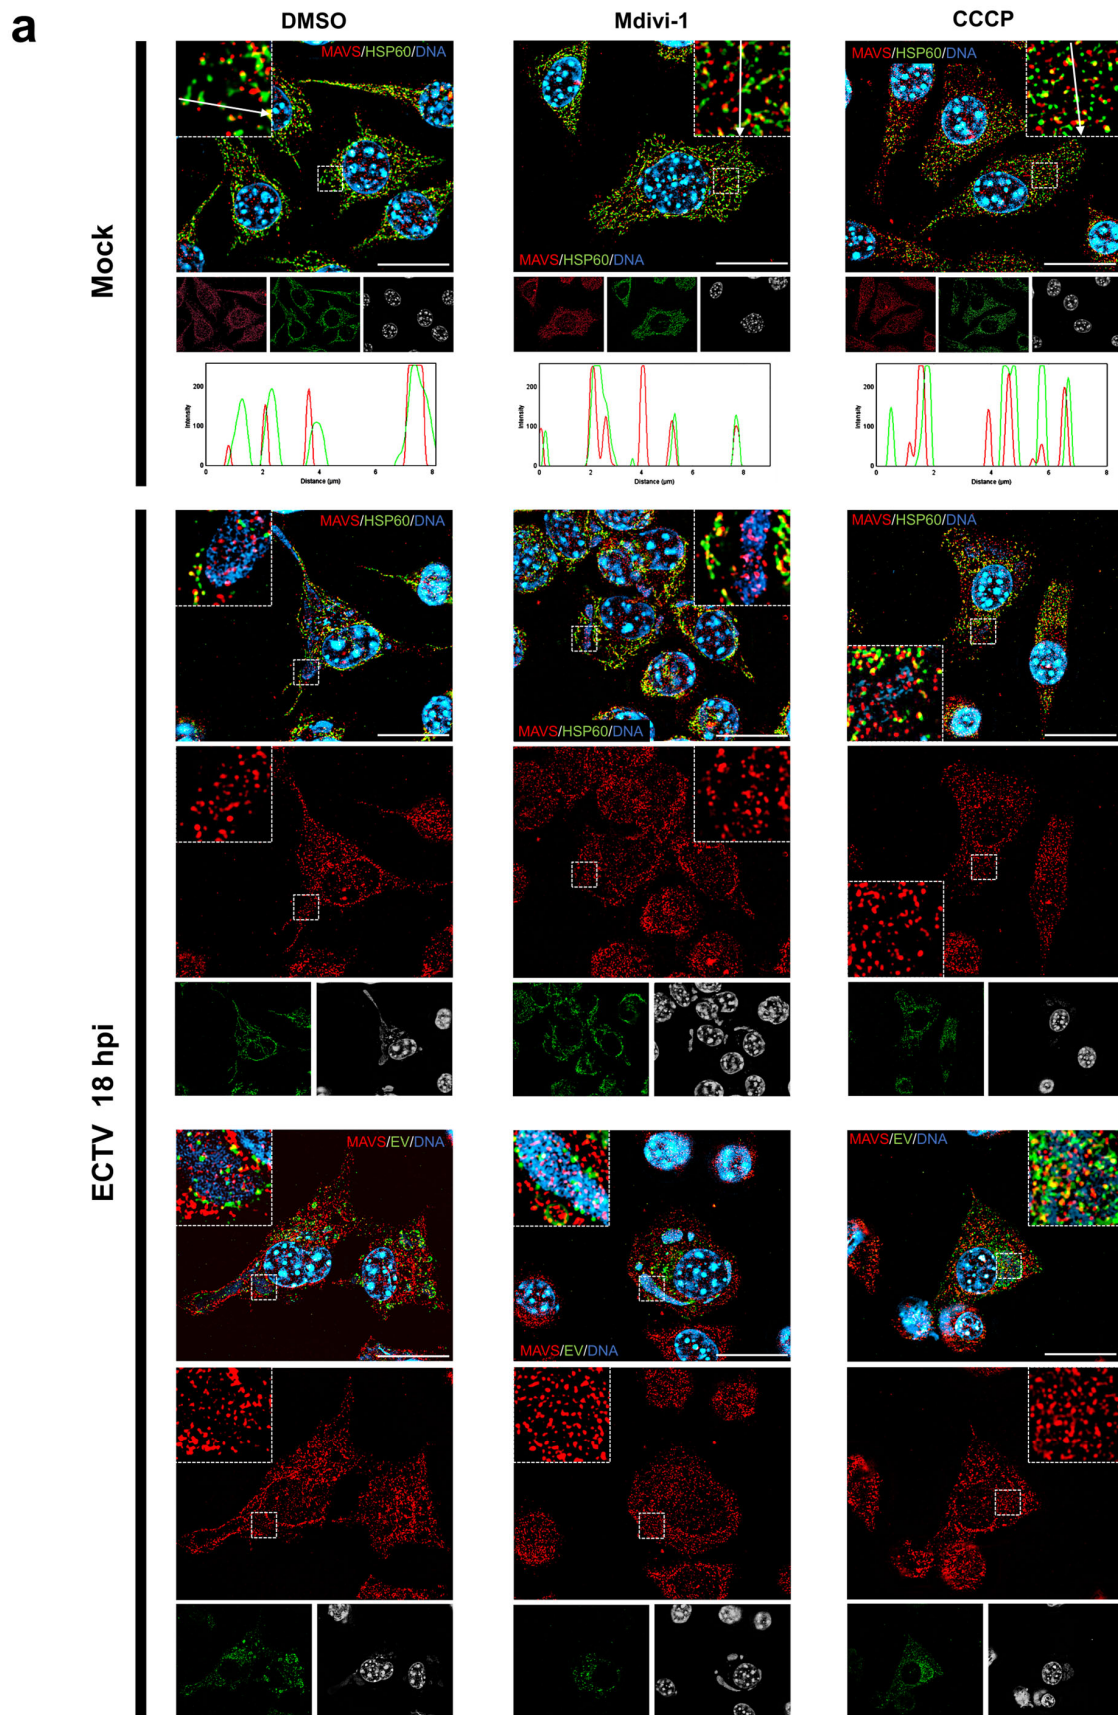 a
DMSO
Mdivi-1
CCCP
Mock
MAVS/HSP60/DNA
MAVS/HSP60/DNA
MAVS/HSP60/DNA
Intensity
200
100
0
0
2
4
6
8
Distance (µm)
Intensity
200
100
0
0
2
4
6
8
Distance (µm)
Intensity
200
100
0
0
2
4
6
8
Distance (µm)
ECTV 18 hpi
MAVS/HSP60/DNA
MAVS/HSP60/DNA
MAVS/HSP60/DNA
MAVS/EV/DNA
MAVS/EV/DNA
MAVS/EV/DNA